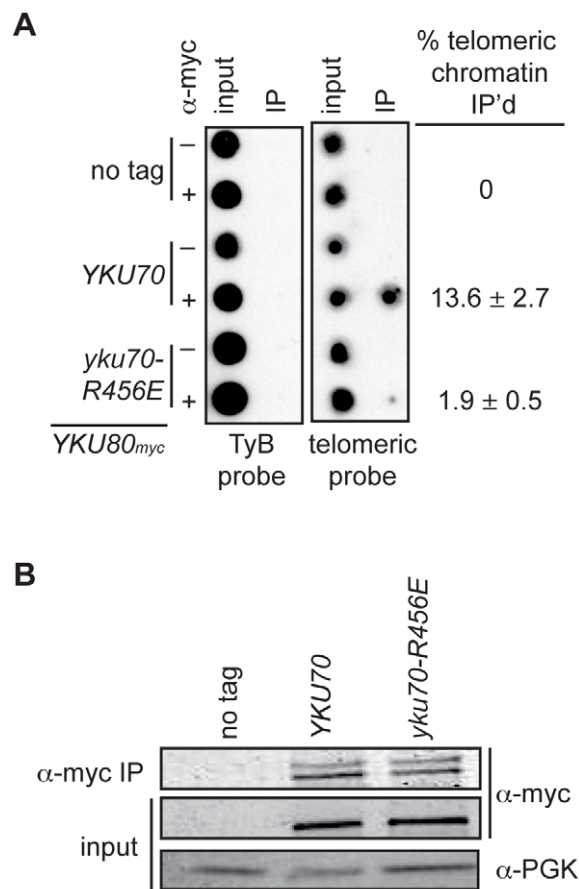 A
α-myc
input
IP
input
IP
% telomeric
chromatin
IP'd
no tag
–
+
0
YKU70
–
+
13.6 ± 2.7
yku70-
R456E
–
+
1.9 ± 0.5
YKU80myc
TyB
probe
telomeric
probe
B
no tag
YKU70
yku70-R456E
α-myc IP
α-myc
input
α-PGK